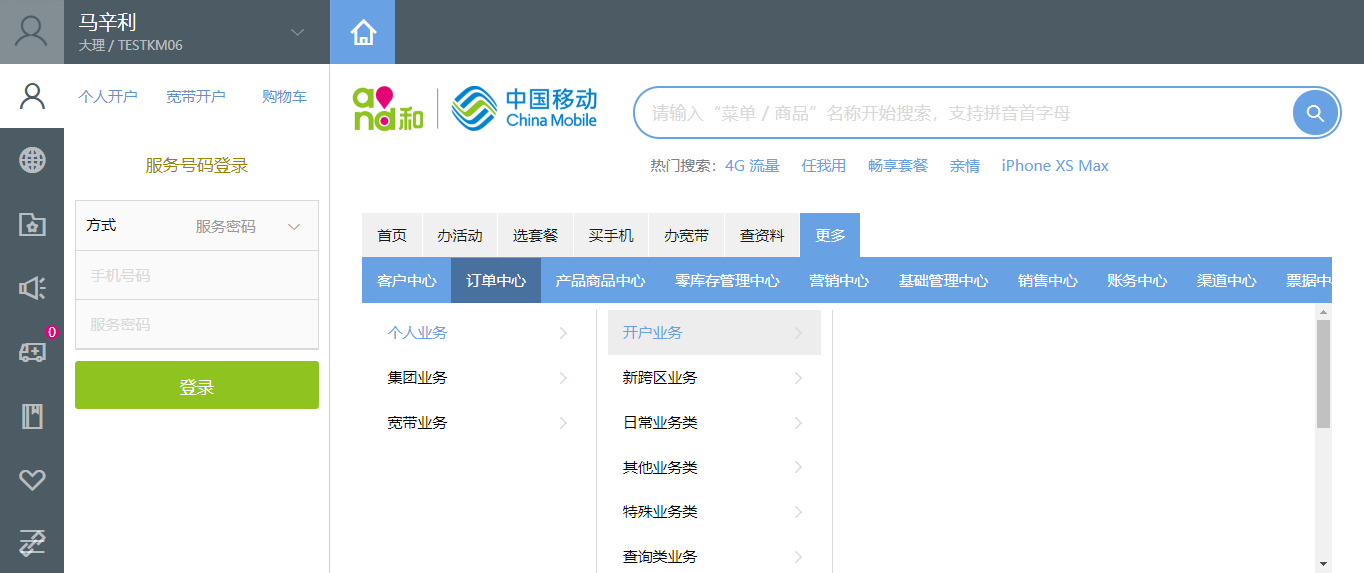 马辛利
大理 / TESTKM06
个人开户 宽带开户 购物车
服务号码登录
方式 服务密码
手机号码
服务密码
登录
0
and和 中国移动
China Mobile
请输入“菜单 / 商品”名称开始搜索，支持拼音首字母
热门搜索： 4G 流量 任我用 畅享套餐 亲情 iPhone XS Max
首页 办活动 选套餐 买手机 办宽带 查资料 更多
客户中心 订单中心 产品商品中心 零库存管理中心 营销中心 基础管理中心 销售中心 账务中心 渠道中心 票据中
个人业务 开户业务
集团业务 新跨区业务
宽带业务 日常业务类
其他业务类
特殊业务类
查询类业务